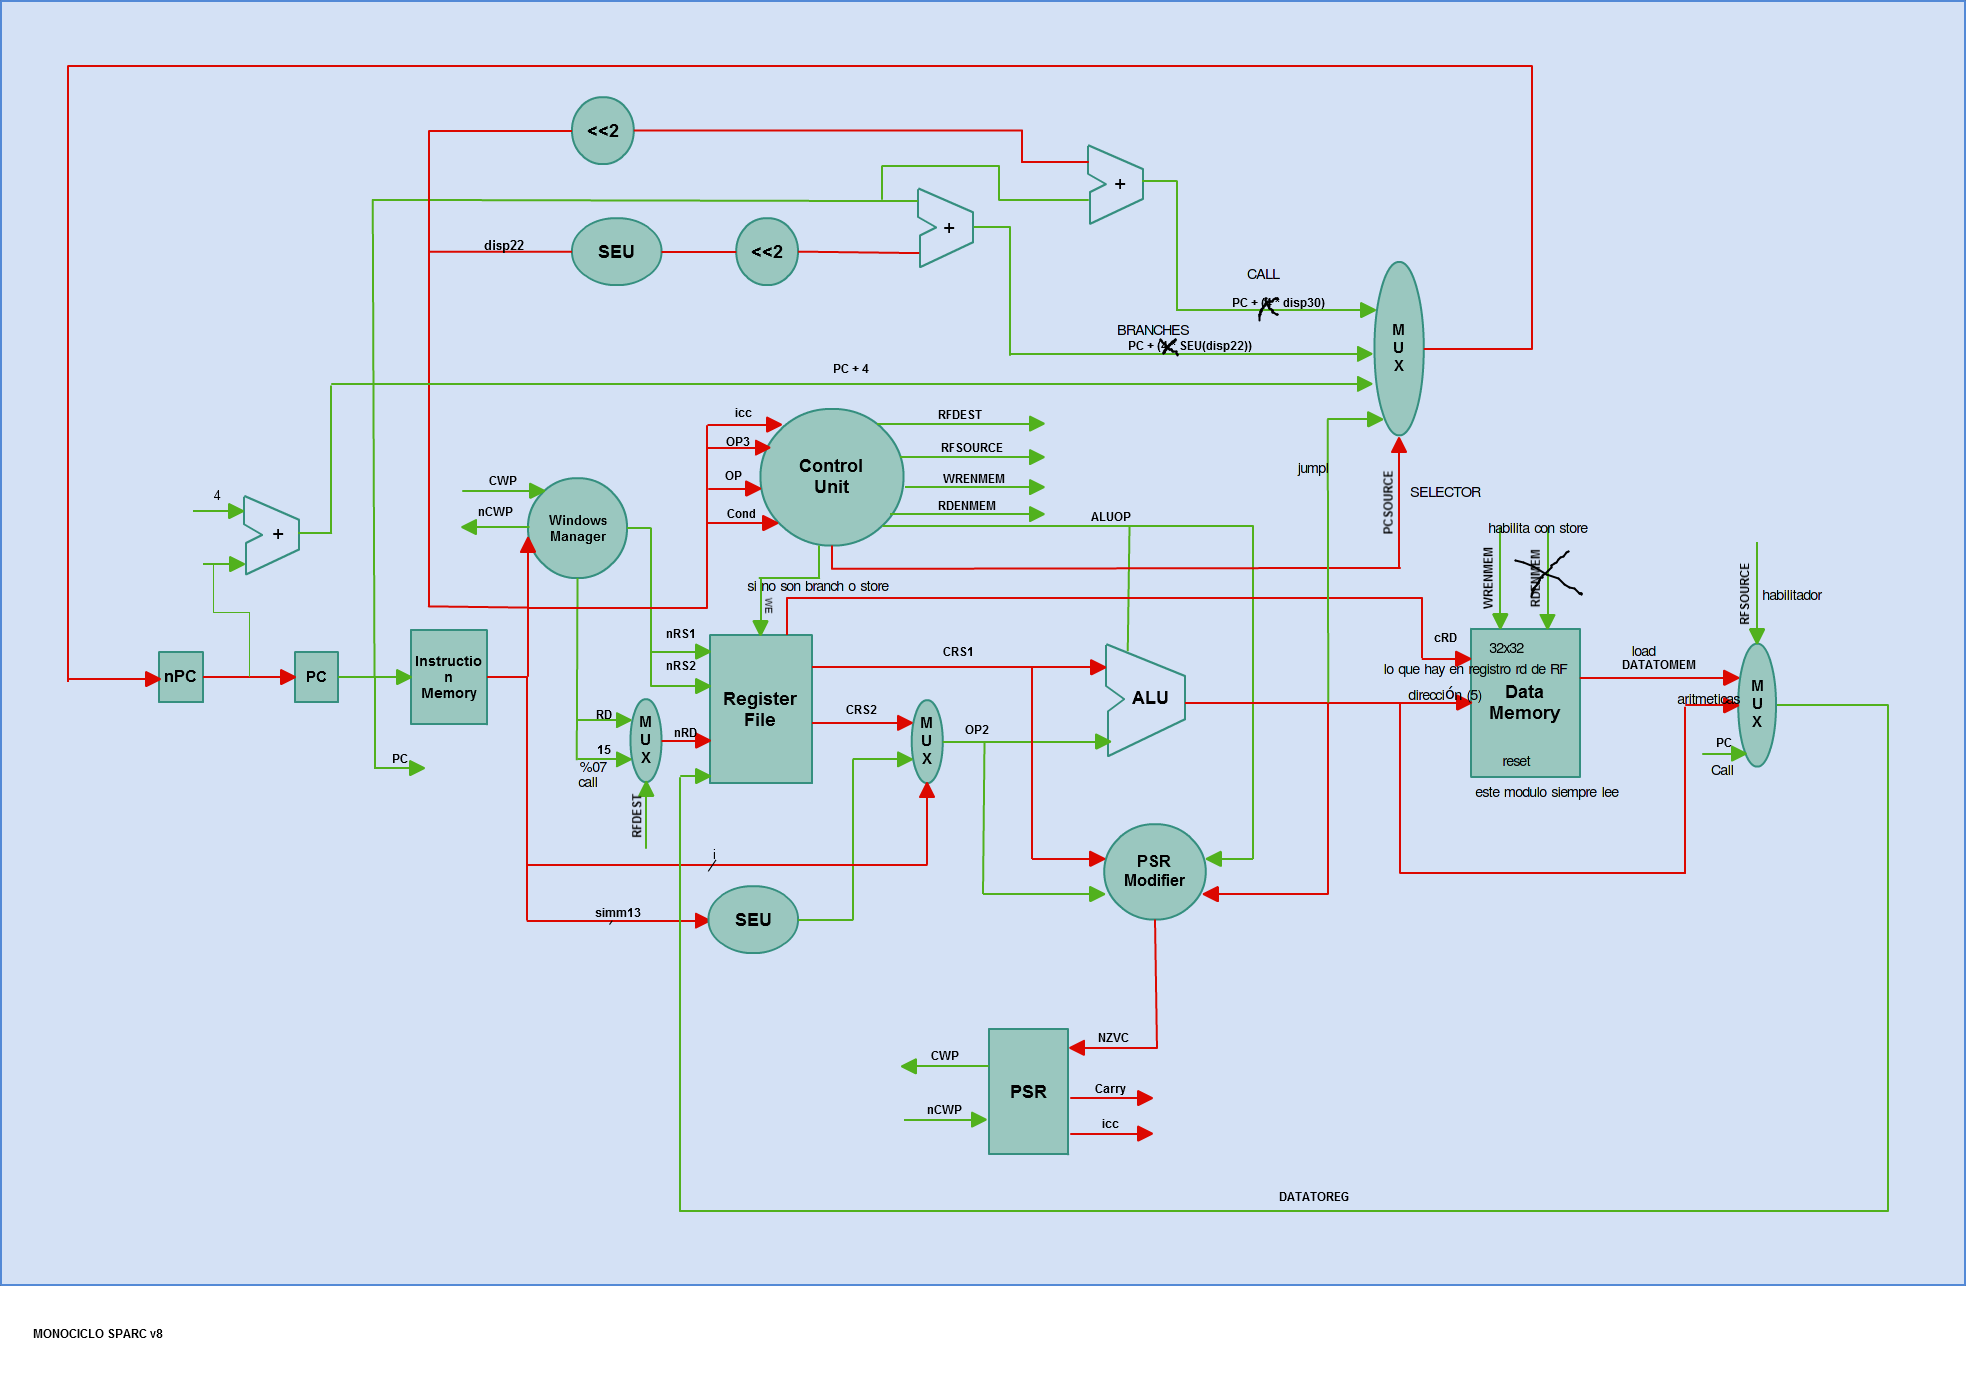 <<2
+
disp22
SEU
<<2
+
CALL
PC + ( * disp30)
BRANCHES
PC + ( SEU(disp22))
M
U
X
PC + 4
icc
OP3
OP
Cond
Control
Unit
RFDEST
RFSOURCE
WRENMEM
RDENMEM
ALUOP
jumpl
PCSOURCE
SELECTOR
CWP
nCWP
Windows
Manager
4
+
habilita con store
WRENMEM
RDENMEM
RFSOURCE
habilitador
si no son branch o store
WE
nRS1
nRS2
nPC
PC
Instructio
n
Memory
PC
RD
15
%07
call
M
U
X
nRD
RFDEST
Register
File
CRS1
CRS2
M
U
X
OP2
ALU
cRD
32x32
lo que hay en registro rd de RF
dirección (5)
Data
Memory
reset
este modulo siempre lee
load
DATATOMEM
aritmeticas
PC
Call
M
U
X
i
simm13
SEU
PSR
Modifier
NZVC
CWP
nCWP
PSR
Carry
icc
DATATOREG
MONOCICLO SPARC v8